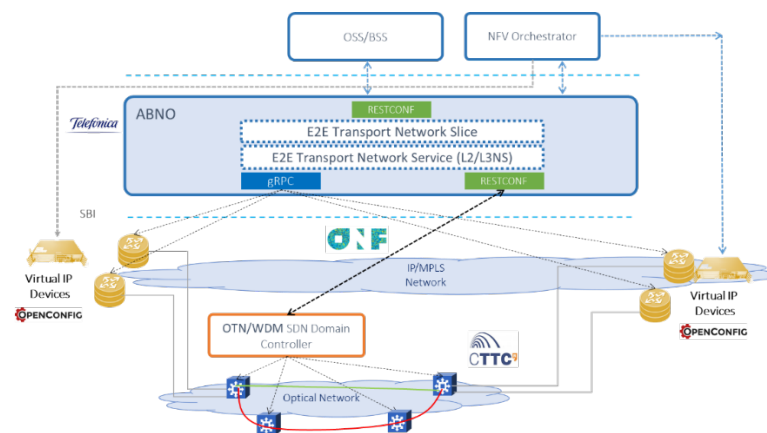 OSS/BSS
NFV Orchestrator
Telefónica
ABNO
RESTCONF
E2E Transport Network Slice
E2E Transport Network Service (L2/L3NS)
gRPC
RESTCONF
SBI
ONF
IP/MPLS
Network
Virtual IP
Devices
OPENCONFIG
Virtual IP
Devices
OPENCONFIG
OTN/WDM SDN Domain
Controller
CTTC
Optical Network